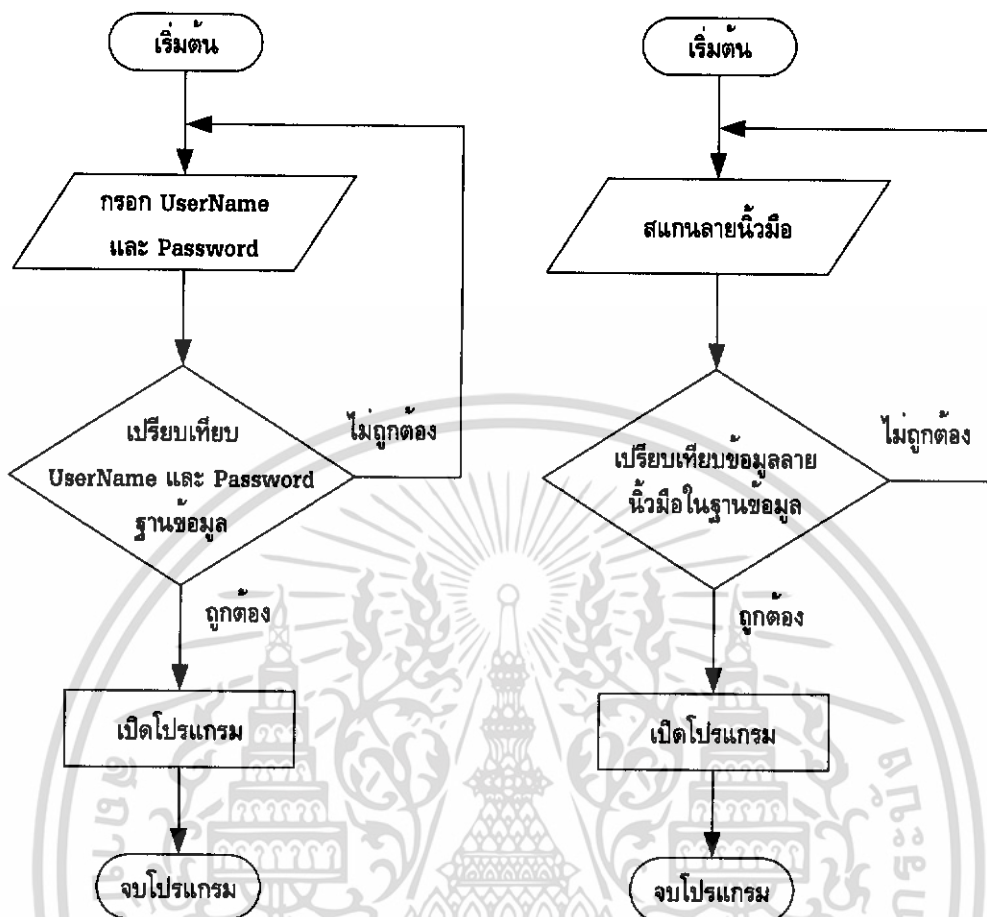 เริ่มต้น
กรอก UserName
และ Password
เปรียบเทียบ
UserName และ Password
ฐานข้อมูล
ไม่ถูกต้อง
ถูกต้อง
เปิดโปรแกรม
จบโปรแกรม
เริ่มต้น
สแกนลายนิ้วมือ
เปรียบเทียบข้อมูลลาย
นิ้วมือในฐานข้อมูล
ไม่ถูกต้อง
ถูกต้อง
เปิดโปรแกรม
จบโปรแกรม